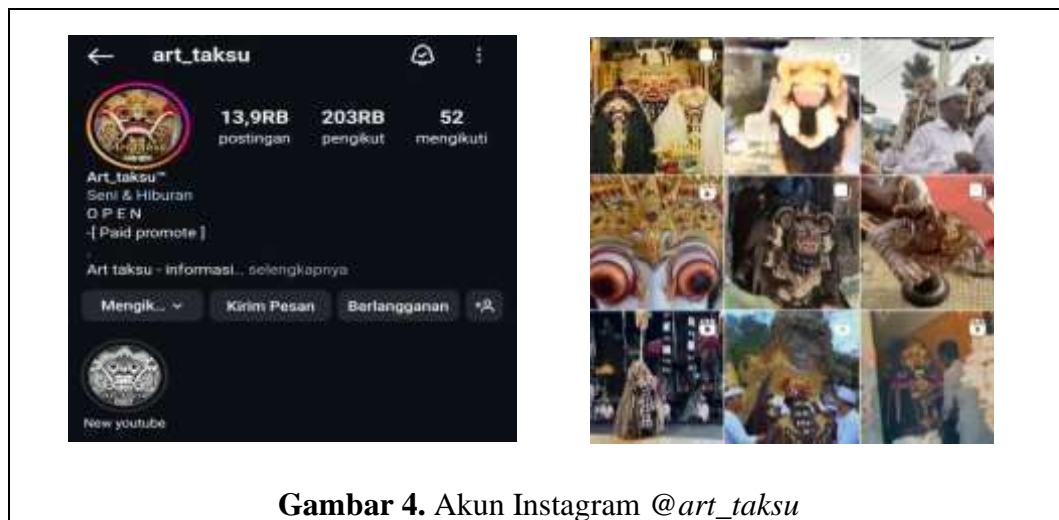 art_taksu
13,9RB 203RB 52
postingan pengikut mengikuti
Art_taksu™
Seni & Hiburan
O P E N
-[ Paid promote ]
.
Art taksu - informasi... selengkapnya
Mengik... Kirim Pesan Berlangganan
New youtube
Gambar 4. Akun Instagram @art_taksu